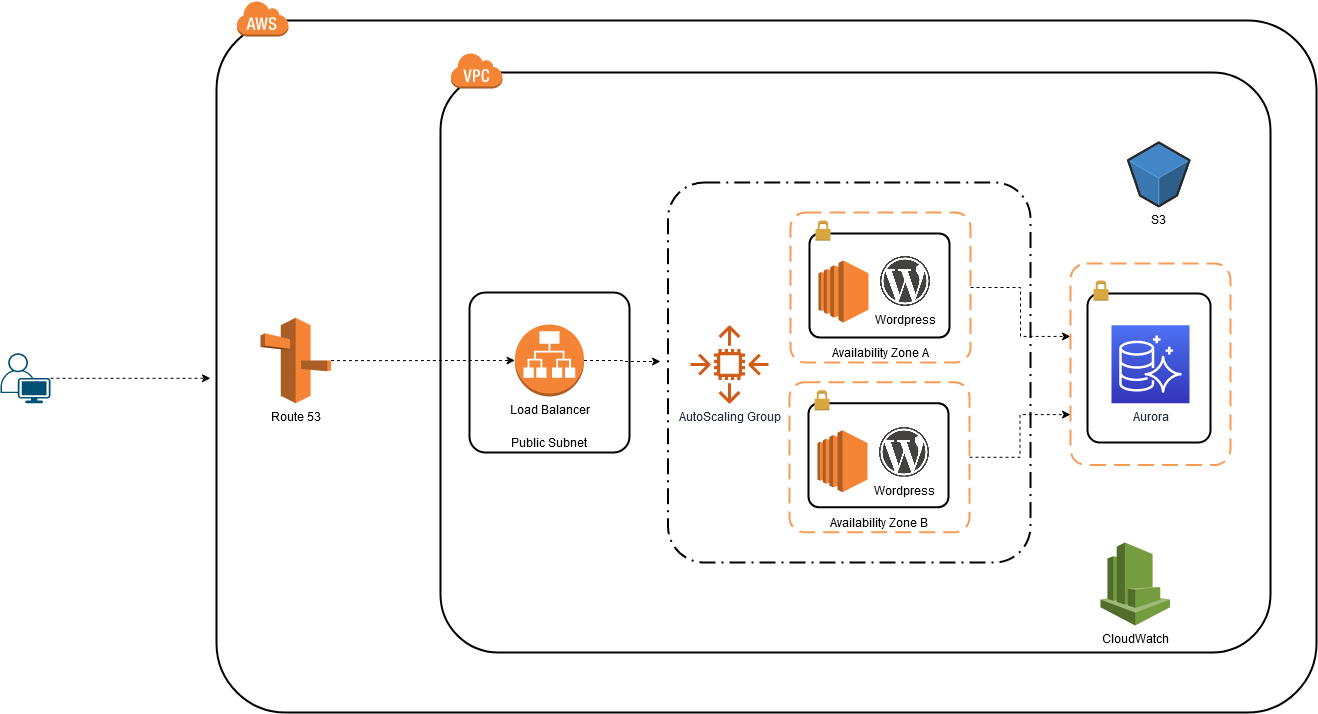 AWS
VPC
S3
Wordpress
Availability Zone A
Route 53
Load Balancer
Public Subnet
AutoScaling Group
Aurora
Wordpress
Availability Zone B
CloudWatch